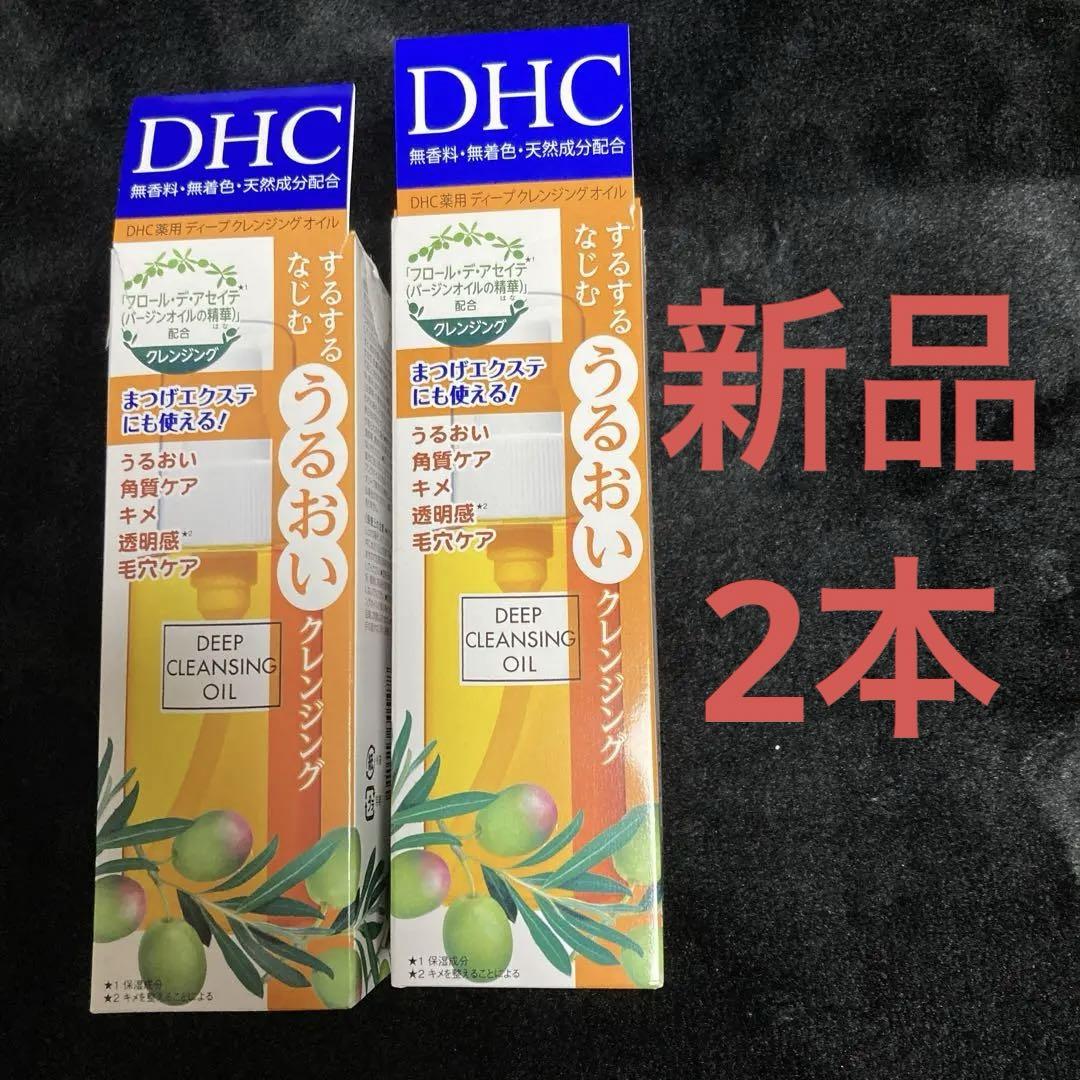 DHC
無香料・無着色・天然成分配合
DHC薬用 ディープクレンジングオイル
「フロール・デ・アセイテ★1
(バージンオイルの精華)」
はな
配合
クレンジング
するする
なじむ
うるおい
クレンジング
まつげエクステ
にも使える!
うるおい
角質ケア
キメ
透明感★2
毛穴ケア
DEEP
CLEANSING
OIL
★1 保湿成分
★2 キメを整えることによる
DHC
無香料・無着色・天然成分配合
DHC薬用 ディープクレンジングオイル
「フロール・デ・アセイテ★1
(バージンオイルの精華)」
はな
配合
クレンジング
するする
なじむ
うるおい
クレンジング
まつげエクステ
にも使える!
うるおい
角質ケア
キメ
透明感★2
毛穴ケア
DEEP
CLEANSING
OIL
★1 保湿成分
★2 キメを整えることによる
新品
2本